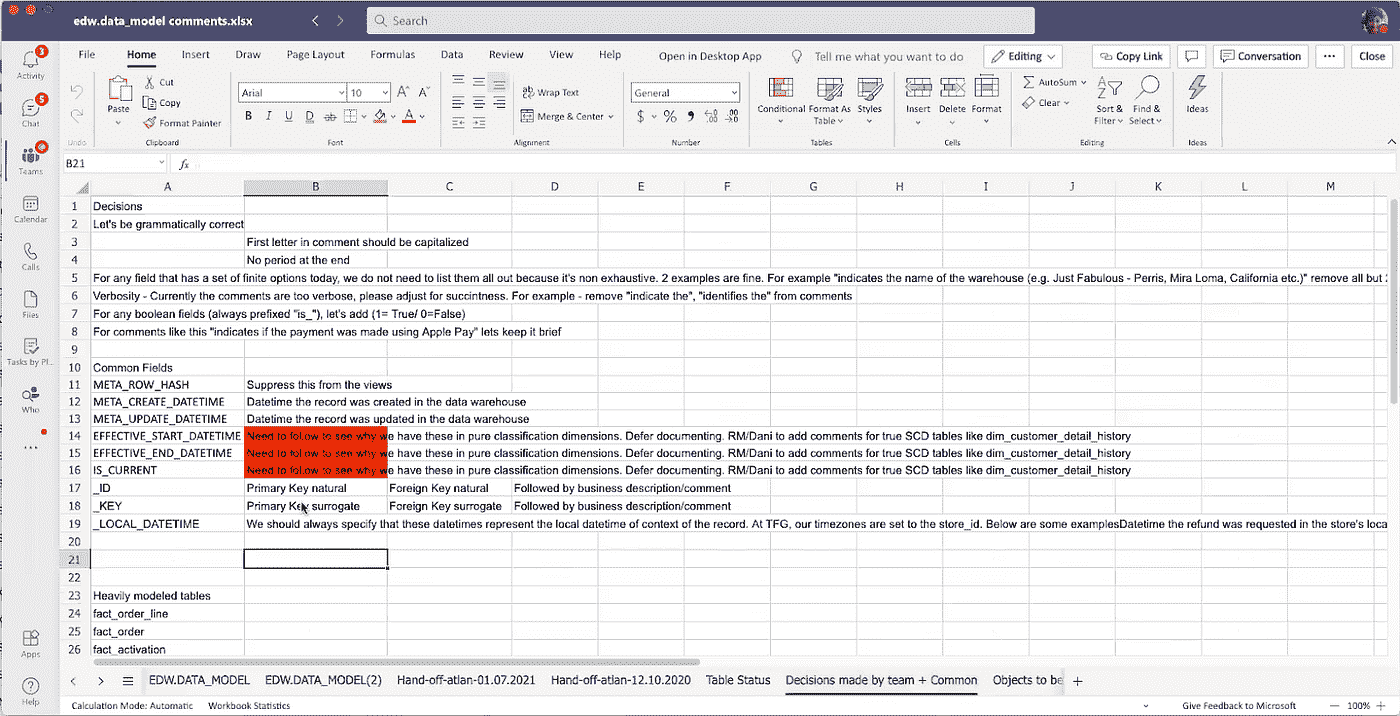 edw.data_model comments.xlsx
Search
File Home Insert Draw Page Layout Formulas Data Review View Help Open in Desktop App Tell me what you want to do Editing Copy Link Conversation Close
Activity
3
Chat
5
Teams
Calendar
Calls
Files
Tasks by Pl...
Who
Apps
Help
Undo
Paste
Cut
Copy
Format Painter
Clipboard
Arial 10
B I U D ab A
Font
Wrap Text
Merge & Center
Alignment
General
$ % 9 .00
Number
Conditional Formatting
Format As Table
Styles
Tables
Insert Delete Format
Cells
AutoSum
Clear
Sort & Filter
Find & Select
Editing
Ideas
Ideas
B21 fx
A B C D E F G H I J K L M
1 Decisions
2 Let's be grammatically correct
3 First letter in comment should be capitalized
4 No period at the end
5 For any field that has a set of finite options today, we do not need to list them all out because it's non exhaustive. 2 examples are fine. For example "indicates the name of the warehouse (e.g. Just Fabulous - Perris, Mira Loma, California etc.)" remove all but 2
6 Verbosity - Currently the comments are too verbose, please adjust for succintness. For example - remove "indicate the", "identifies the" from comments
7 For any boolean fields (always prefixed "is_"), let's add (1= True/ 0=False)
8 For comments like this "indicates if the payment was made using Apple Pay" lets keep it brief
9
10 Common Fields
11 META_ROW_HASH Suppress this from the views
12 META_CREATE_DATETIME Datetime the record was created in the data warehouse
13 META_UPDATE_DATETIME Datetime the record was updated in the data warehouse
14 EFFECTIVE_START_DATETIME Need to follow to see why we have these in pure classification dimensions. Defer documenting. RM/Dani to add comments for true SCD tables like dim_customer_detail_history
15 EFFECTIVE_END_DATETIME Need to follow to see why we have these in pure classification dimensions. Defer documenting. RM/Dani to add comments for true SCD tables like dim_customer_detail_history
16 IS_CURRENT Need to follow to see why we have these in pure classification dimensions. Defer documenting. RM/Dani to add comments for true SCD tables like dim_customer_detail_history
17 _ID Primary Key natural Foreign Key natural Followed by business description/comment
18 _KEY Primary Key surrogate Foreign Key surrogate Followed by business description/comment
19 _LOCAL_DATETIME We should always specify that these datetimes represent the local datetime of context of the record. At TFG, our timezones are set to the store_id. Below are some examplesDatetime the refund was requested in the store's loca
20
21
22
23 Heavily modeled tables
24 fact_order_line
25 fact_order
26 fact_activation
EDW.DATA_MODEL EDW.DATA_MODEL(2) Hand-off-atlan-01.07.2021 Hand-off-atlan-12.10.2020 Table Status Decisions made by team + Common Objects to be
Calculation Mode: Automatic Workbook Statistics Give Feedback to Microsoft 100%